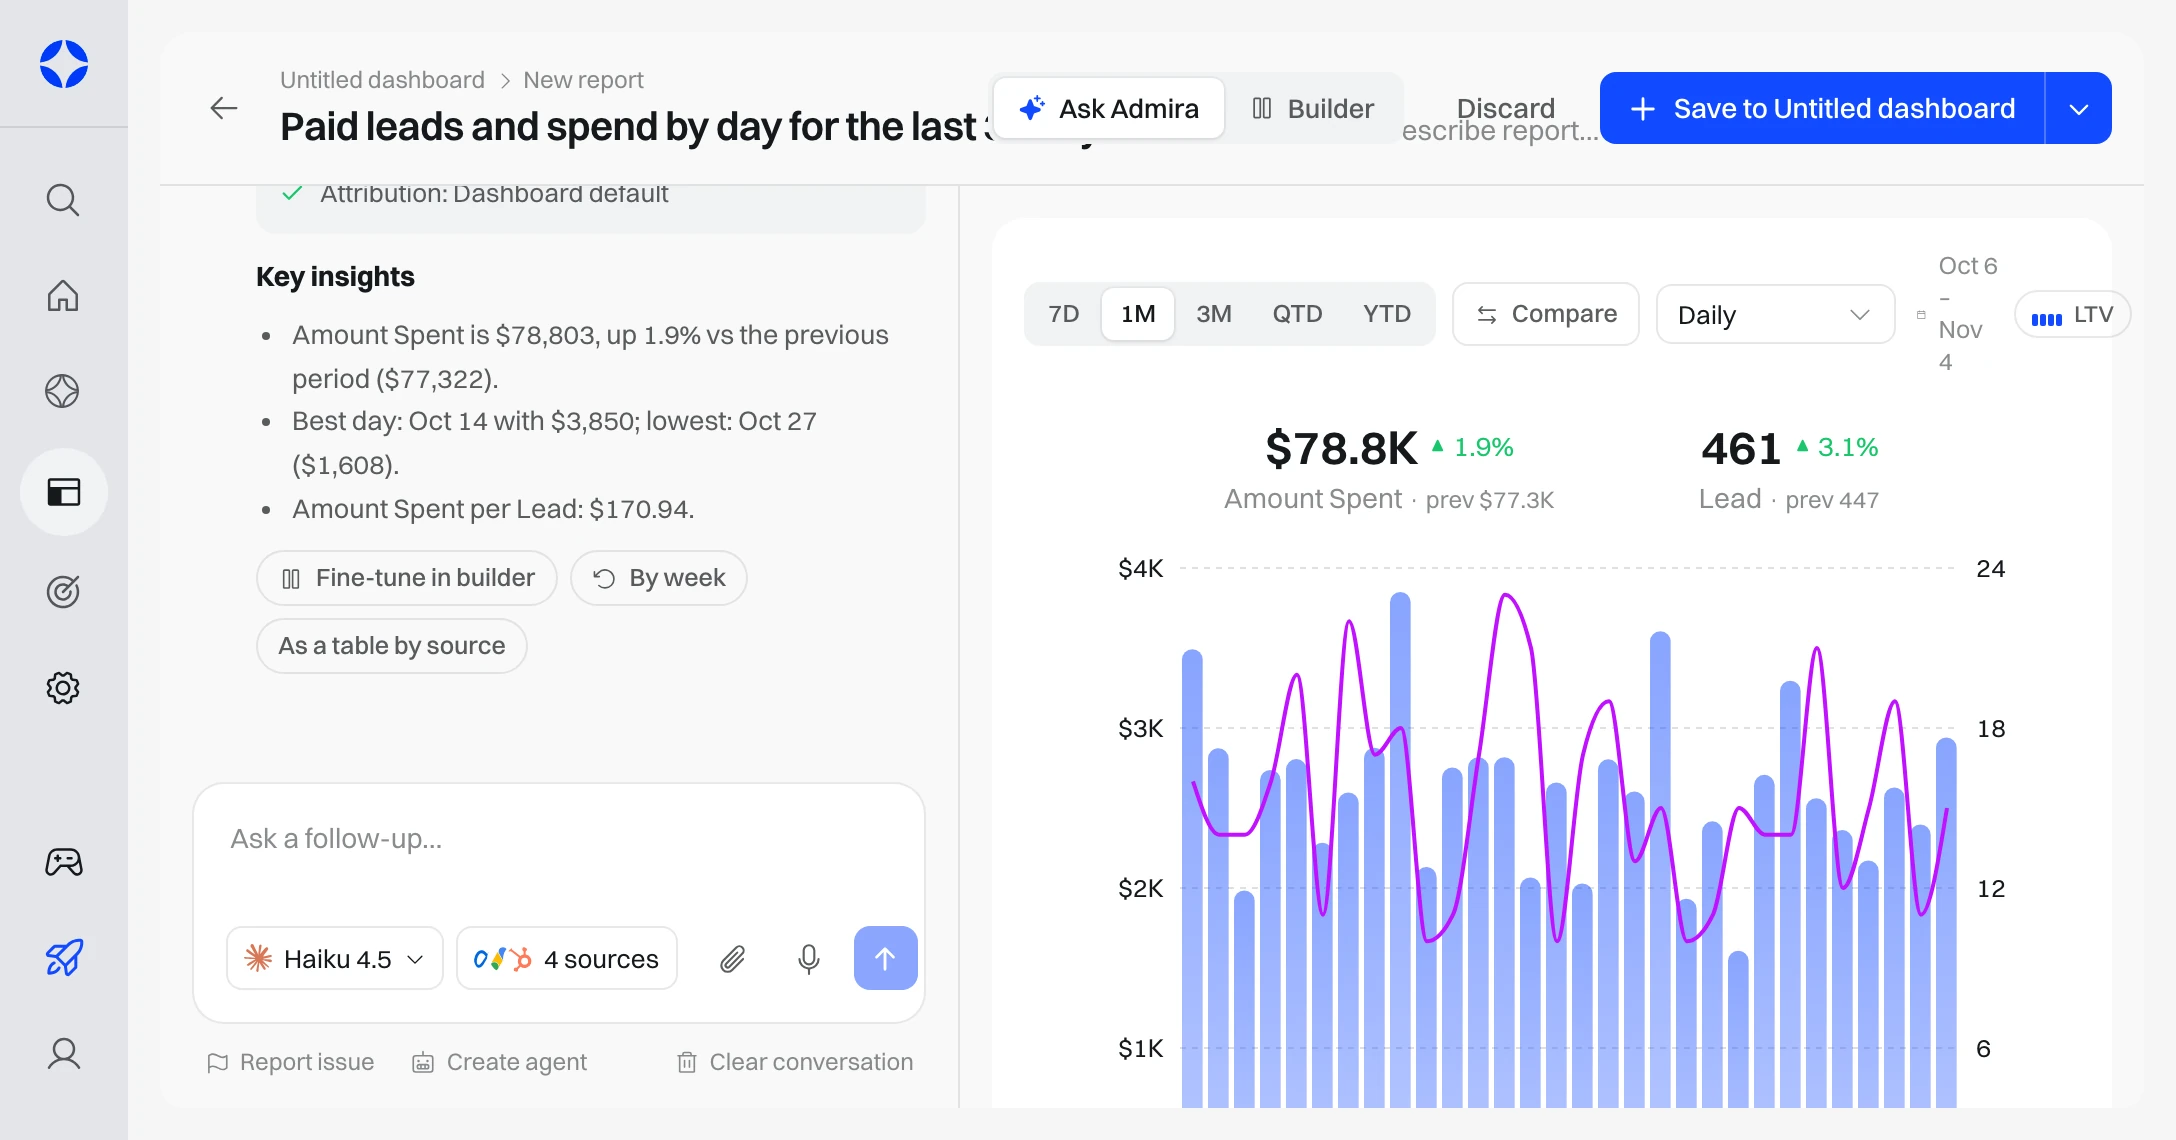 Untitled dashboard > New report
Paid leads and spend by day for the last
Ask Admira
Builder
Discard
escribe report...
Save to Untitled dashboard
Attribution: Dashboard default
Key insights
• Amount Spent is $78,803, up 1.9% vs the previous
period ($77,322).
• Best day: Oct 14 with $3,850; lowest: Oct 27
($1,608).
• Amount Spent per Lead: $170.94.
Fine-tune in builder
By week
As a table by source
Ask a follow-up...
Haiku 4.5
4 sources
Report issue
Create agent
Clear conversation
7D
1M
3M
QTD
YTD
Compare
Daily
Oct 6
–
Nov
4
LTV
$78.8K ▲ 1.9%
Amount Spent · prev $77.3K
461 ▲ 3.1%
Lead · prev 447
$4K
24
$3K
18
$2K
12
$1K
6